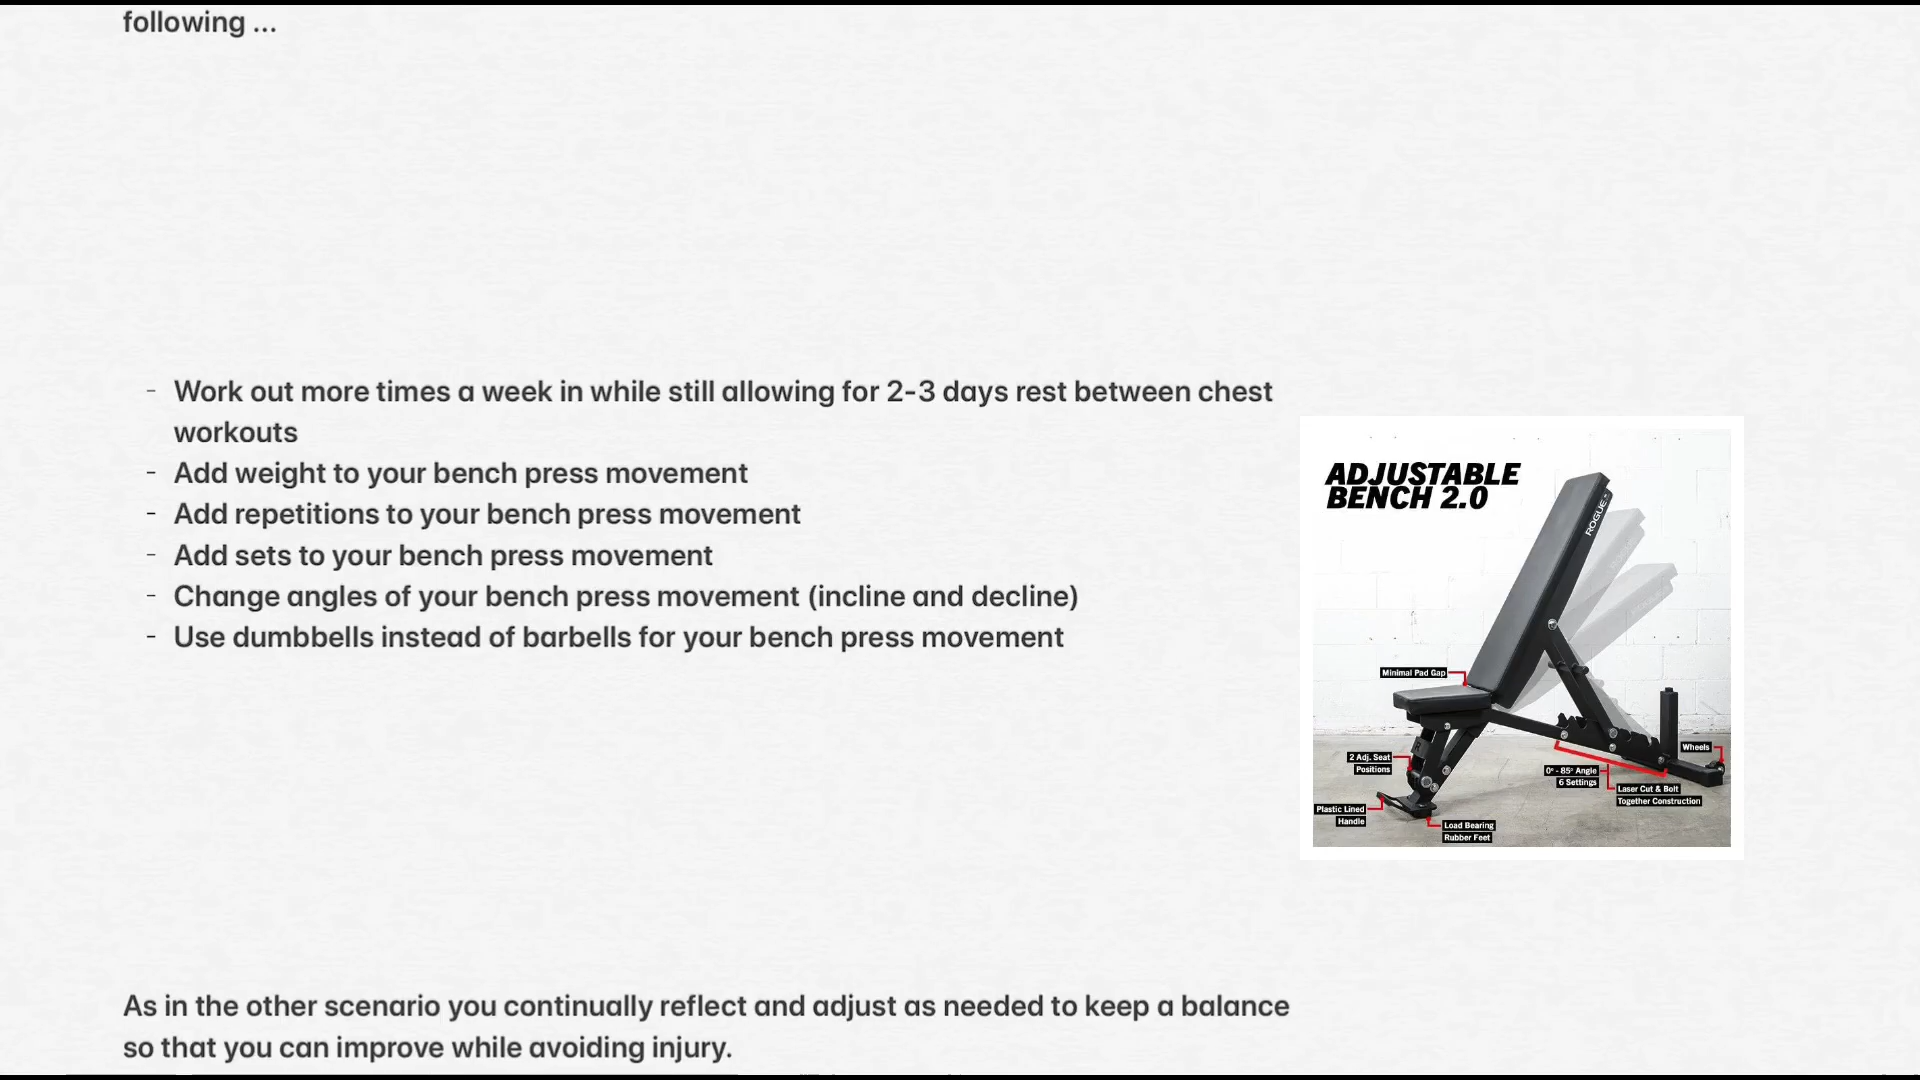 following ...
- Work out more times a week in while still allowing for 2-3 days rest between chest
workouts
- Add weight to your bench press movement
- Add repetitions to your bench press movement
- Add sets to your bench press movement
- Change angles of your bench press movement (incline and decline)
- Use dumbbells instead of barbells for your bench press movement
ADJUSTABLE
BENCH 2.0
ROGUE
Minimal Pad Gap
2 Adj. Seat
Positions
Plastic Lined
Handle
Load Bearing
Rubber Feet
0° - 85° Angle
6 Settings
Laser Cut & Bolt
Together Construction
Wheels
As in the other scenario you continually reflect and adjust as needed to keep a balance
so that you can improve while avoiding injury.